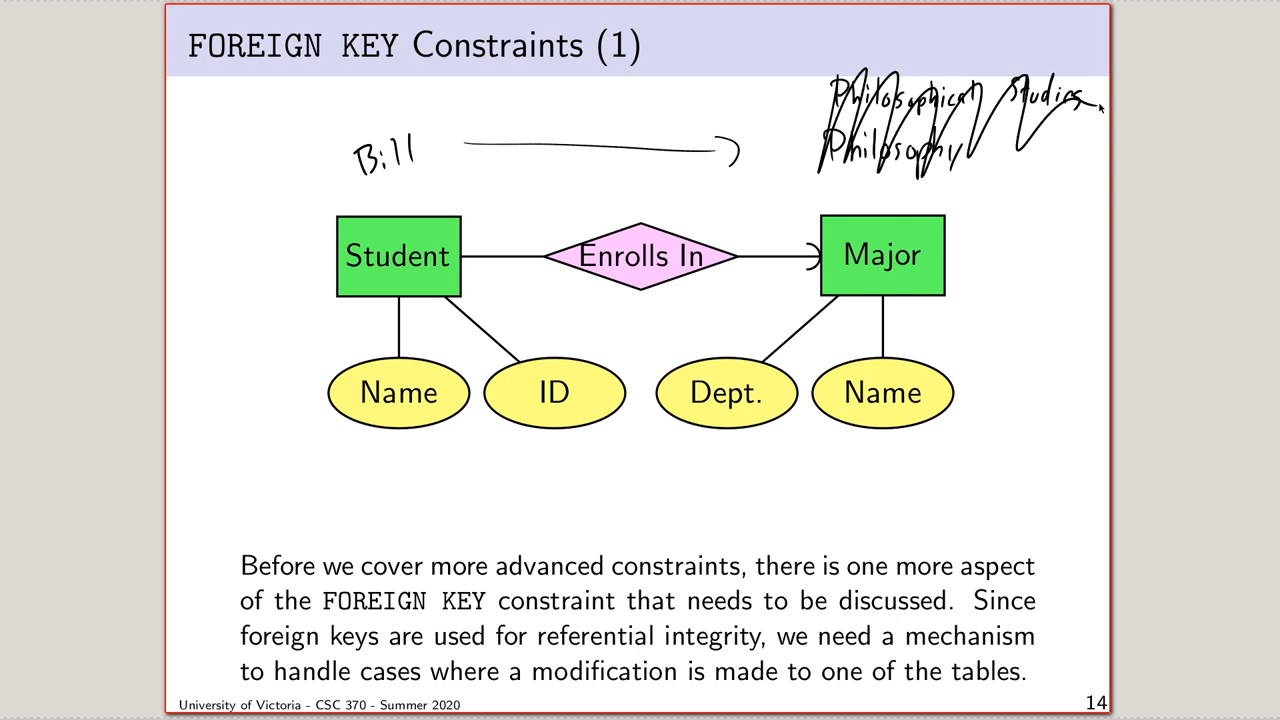 FOREIGN KEY Constraints (1)
Philosophical Studies
Bill
Philosophy
Student
Enrolls In
Major
Name
ID
Dept.
Name
Before we cover more advanced constraints, there is one more aspect
of the FOREIGN KEY constraint that needs to be discussed. Since
foreign keys are used for referential integrity, we need a mechanism
to handle cases where a modification is made to one of the tables.
University of Victoria - CSC 370 - Summer 2020
14